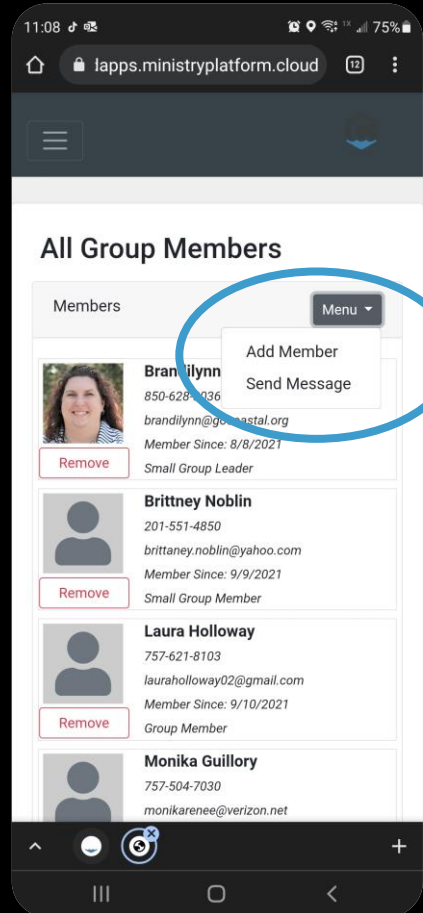 11:08
1X
75%
lapps.ministryplatform.cloud
12
All Group Members
Members
Menu
Add Member
Send Message
Brandilynn
850-628-
Member Since: 8/8/2021
Small Group Leader
Remove
Brittney Noblin
201-551-4850
brittaney.noblin@yahoo.com
Member Since: 9/9/2021
Small Group Member
Remove
Laura Holloway
757-621-8103
lauraholloway02@gmail.com
Member Since: 9/10/2021
Group Member
Remove
Monika Guillory
757-504-7030
monikarenee@verizon.net